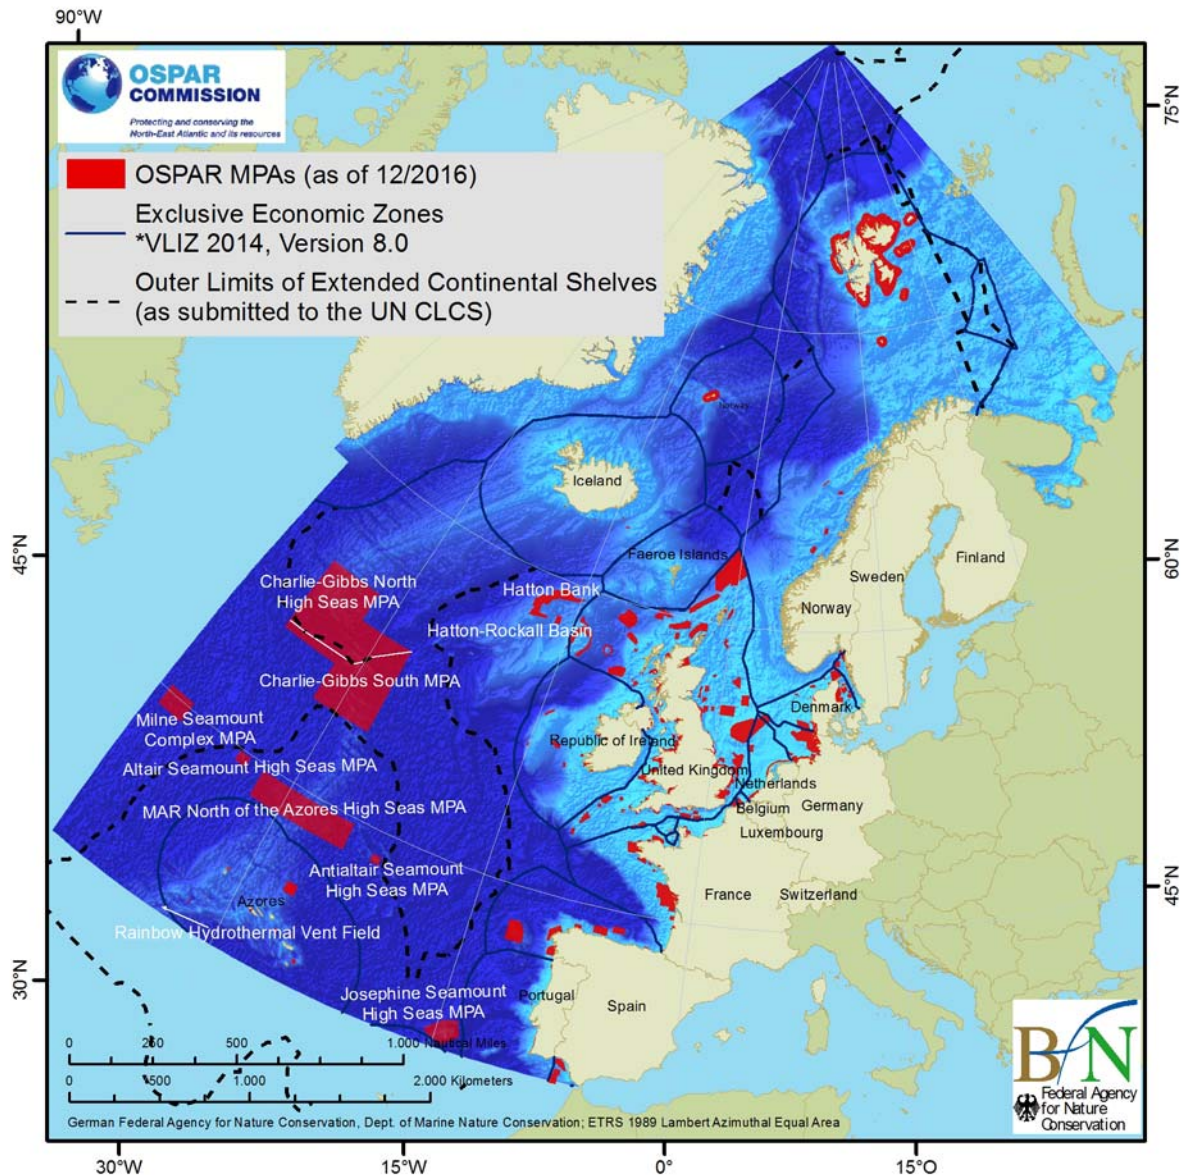 90°W
75°N
OSPAR
COMMISSION
Protecting and conserving the
North-East Atlantic and its resources
OSPAR MPAs (as of 12/2016)
Exclusive Economic Zones
*VLIZ 2014, Version 8.0
Outer Limits of Extended Continental Shelves
(as submitted to the UN CLCS)
Norway
Iceland
45°N
60°N
Faeroe Islands
Finland
Sweden
Norway
Charlie-Gibbs North
High Seas MPA
Hatton Bank
Hatton-Rockall Basin
Charlie-Gibbs South MPA
Denmark
Milne Seamount
Complex MPA
Republic of Ireland
Altair Seamount High Seas MPA
United Kingdom
Netherlands
MAR North of the Azores High Seas MPA
Belgium
Germany
Luxembourg
Antialtair Seamount
High Seas MPA
Azores
France
Switzerland
45°N
Rainbow Hydrothermal Vent Field
30°N
Josephine Seamount
High Seas MPA
Portugal
Spain
0 250 500 1.000 Nautical Miles
0 500 1.000 2.000 Kilometers
BfN
Federal Agency
for Nature
Conservation
German Federal Agency for Nature Conservation, Dept. of Marine Nature Conservation; ETRS 1989 Lambert Azimuthal Equal Area
30°W
15°W
0°
15°O